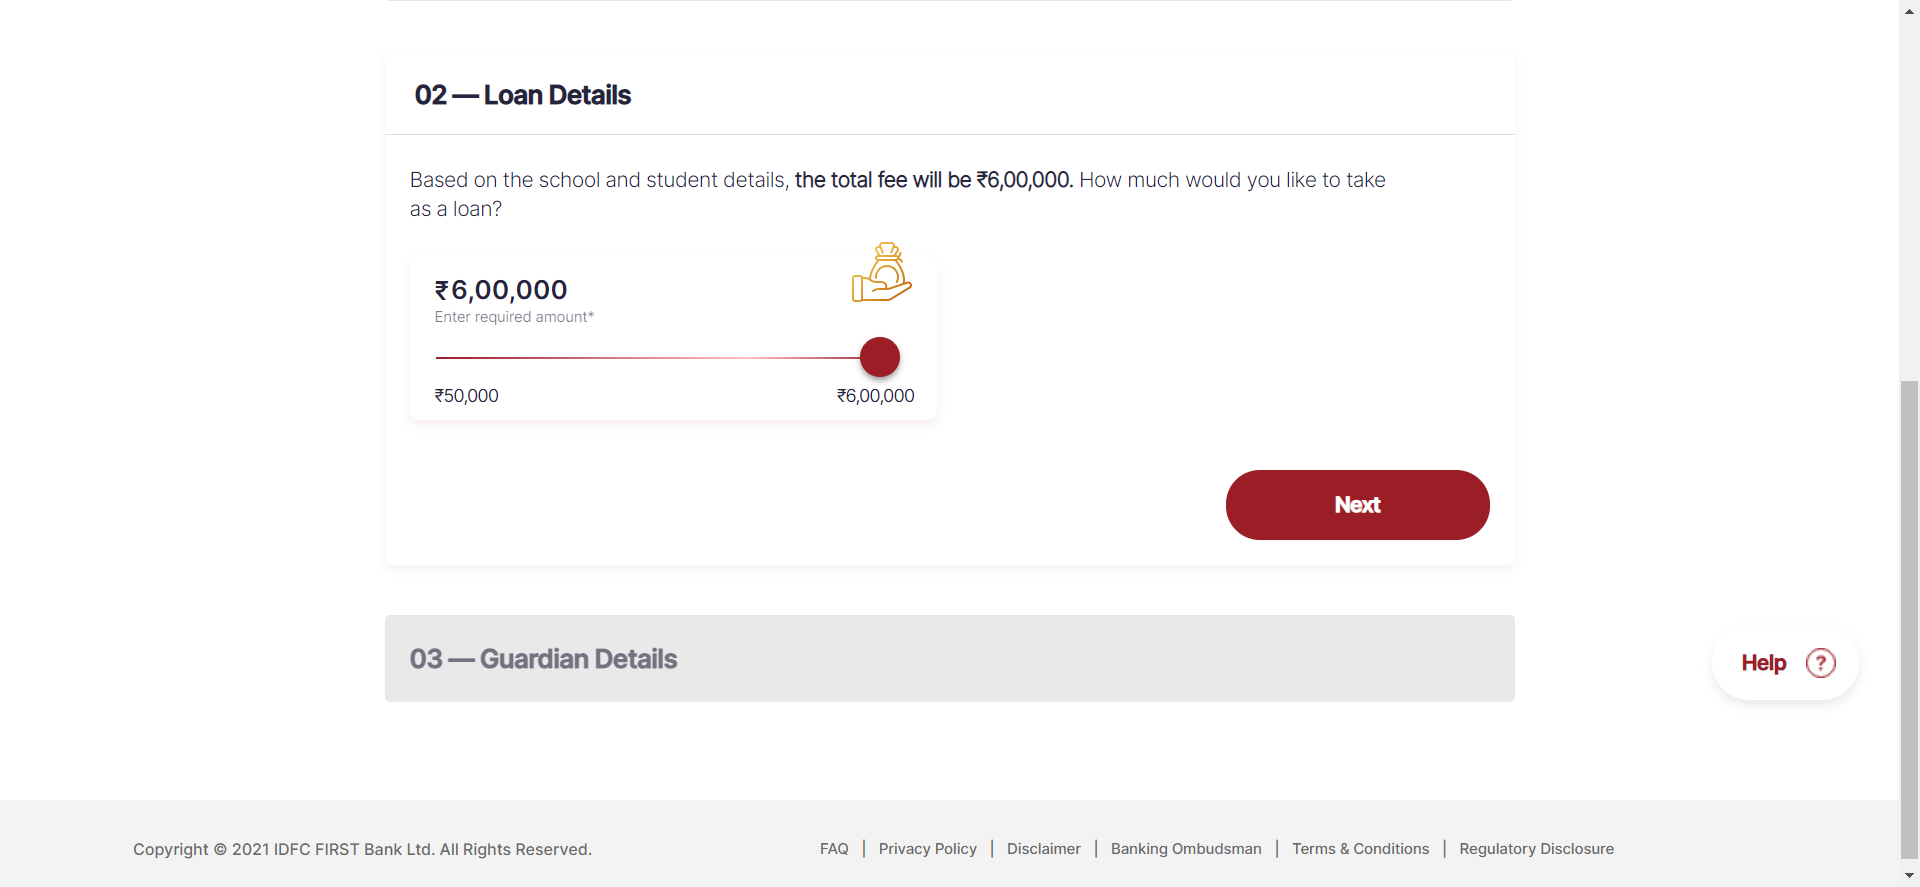 02 — Loan Details
Based on the school and student details, the total fee will be ₹6,00,000. How much would you like to take
as a loan?
₹6,00,000
Enter required amount*
₹50,000 ₹6,00,000
Next
03 — Guardian Details
Help ?
Copyright © 2021 IDFC FIRST Bank Ltd. All Rights Reserved. FAQ | Privacy Policy | Disclaimer | Banking Ombudsman | Terms & Conditions | Regulatory Disclosure